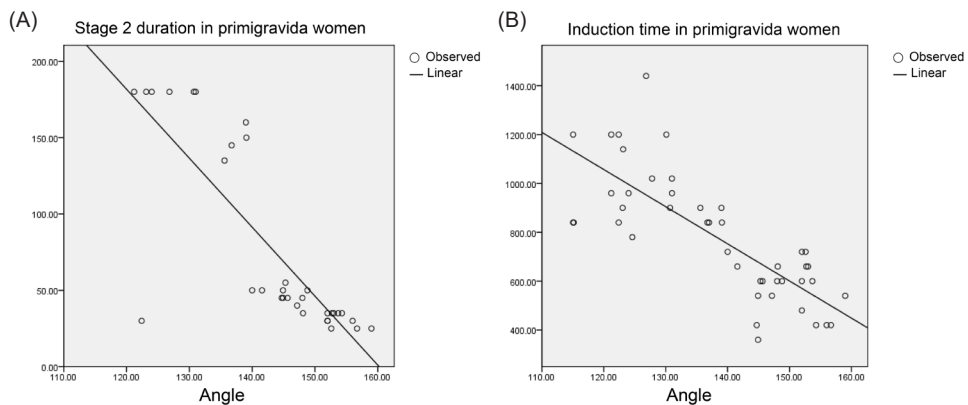 (A)
Stage 2 duration in primigravida women
Observed
Linear
200.00
150.00
100.00
50.00
0.00
110.00 120.00 130.00 140.00 150.00 160.00
Angle
(B)
Induction time in primigravida women
Observed
Linear
1400.00
1200.00
1000.00
800.00
600.00
400.00
110.00 120.00 130.00 140.00 150.00 160.00
Angle